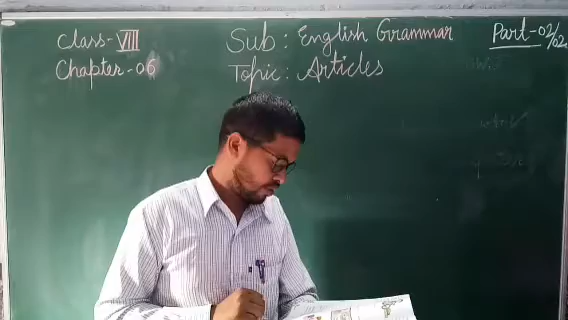 Class-VIII Sub : English Grammar Part-02/02
Chapter-06 Topic : Articles